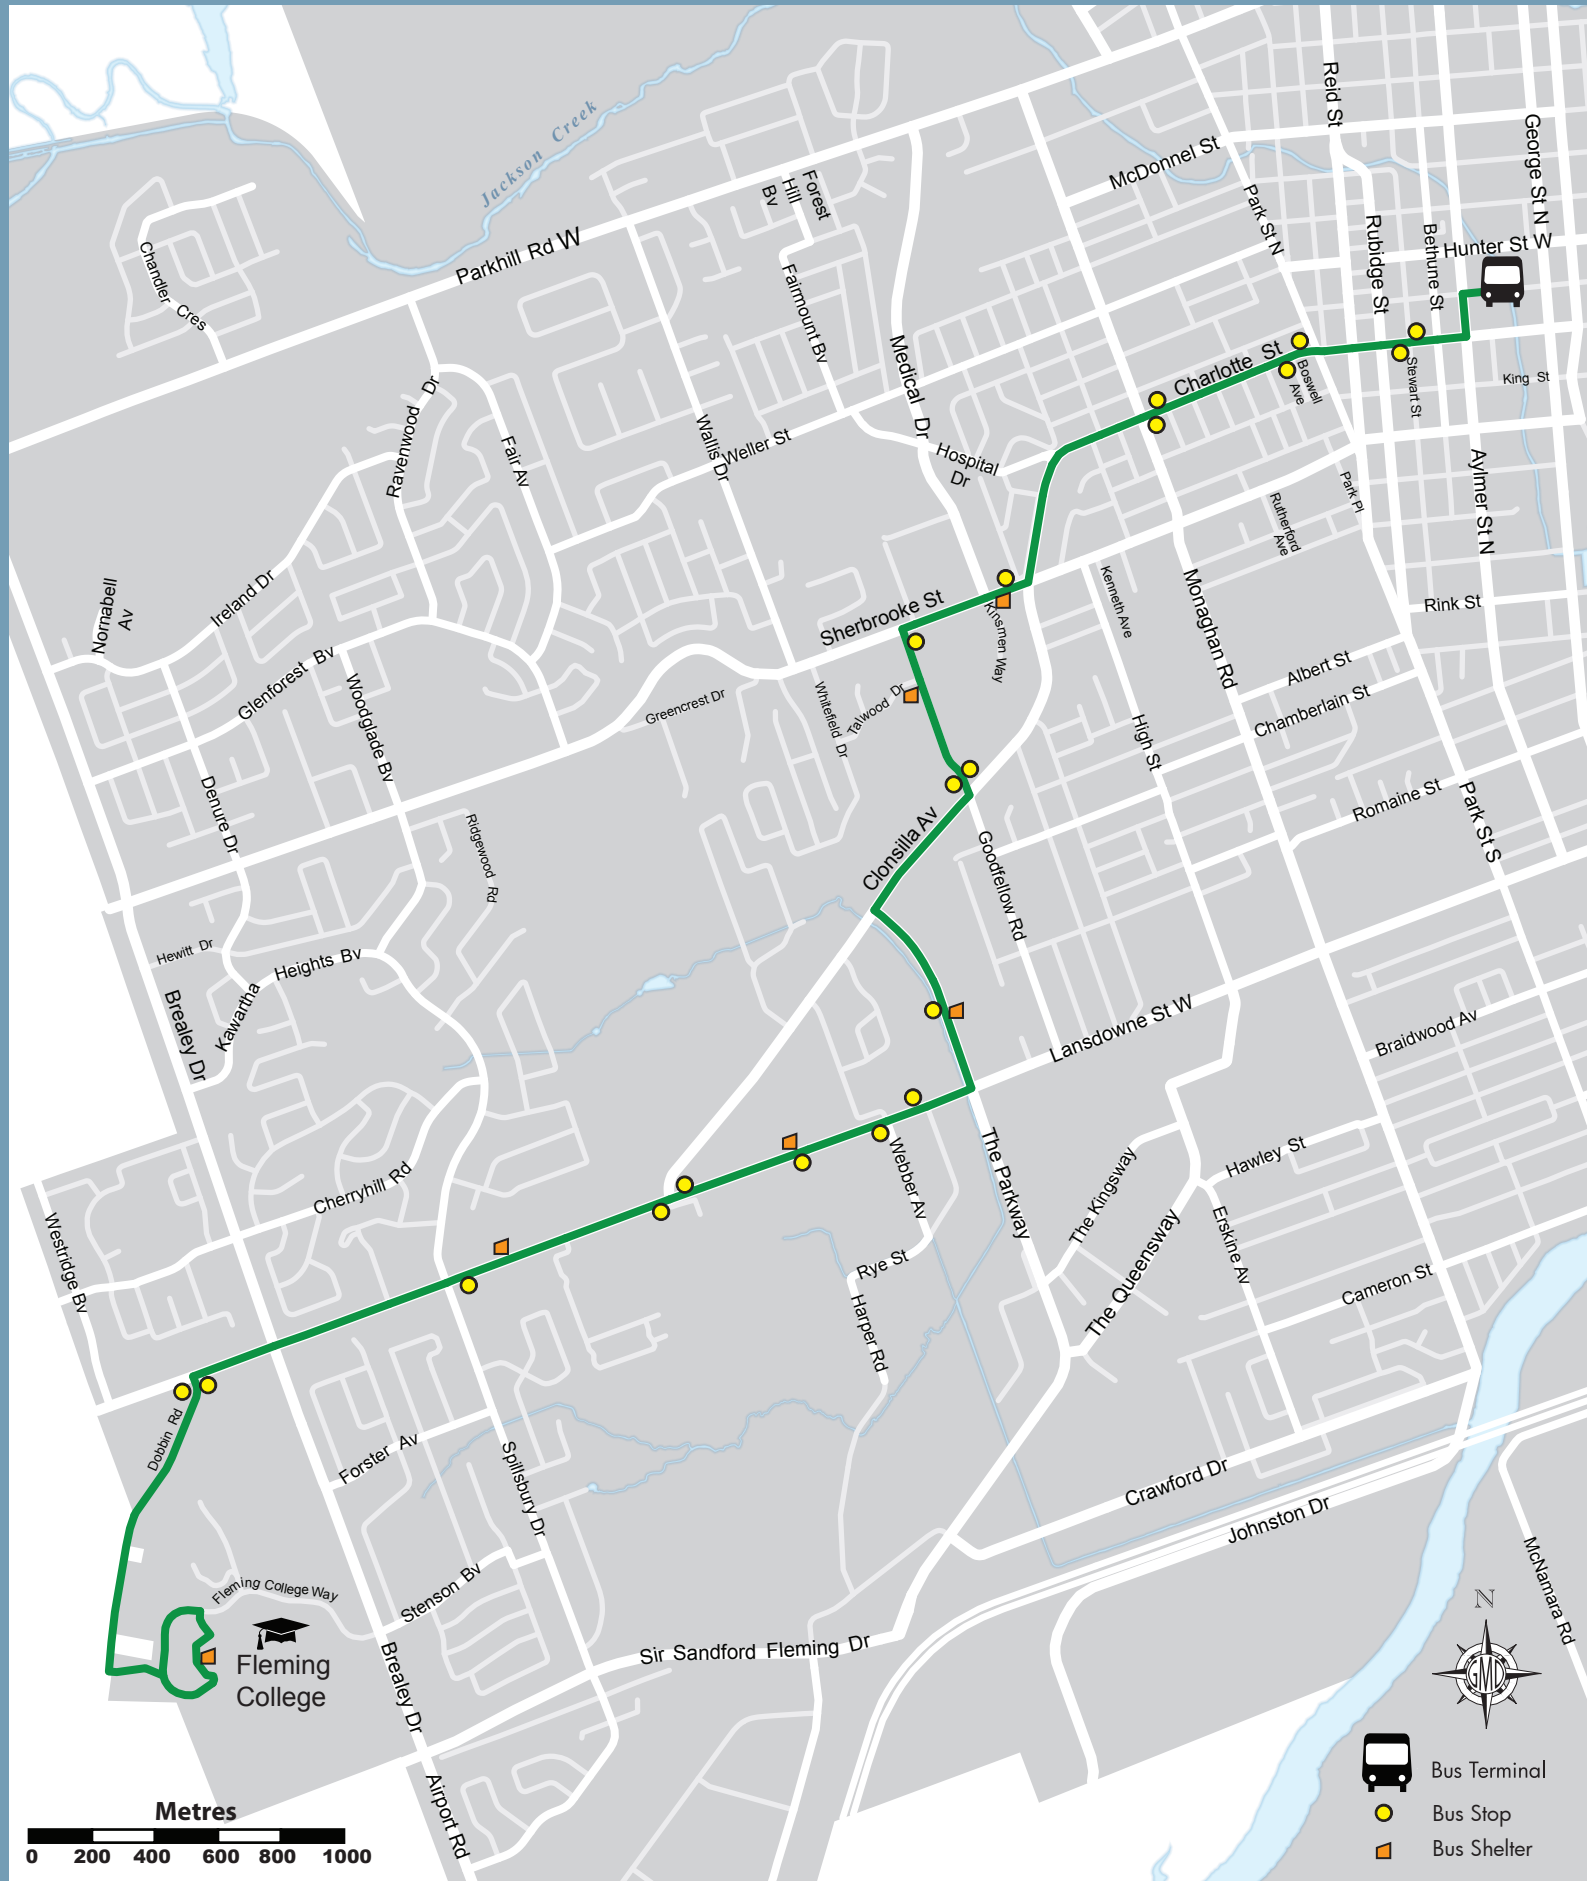 Jackson Creek
Reid St
George St N
McDonnel St
Park St N
Forest
Hill
Bv
Rubidge St
Bethune St
Hunter St W
Parkhill Rd W
Chandler Cres
Fairmount Bv
Medical Dr
Charlotte St
Boswell
Ave
Stewart St
King St
Ravenwood Dr
Fair Av
Wallis Dr
Weller St
Hospital
Dr
Aylmer St N
Park Pl
Rutherford
Ave
Nornabell
Av
Ireland Dr
Sherbrooke St
Kinsmen Way
Kenneth Ave
Monaghan Rd
Rink St
Glenforest Bv
Woodglade Bv
Greencrest Dr
Whitefield Dr
Talwood Dr
Albert St
Chamberlain St
High St
Denure Dr
Ridgewood Rd
Clonsilla Av
Goodfellow Rd
Romaine St
Park St S
Hewitt Dr
Kawartha Heights Bv
Brealey Dr
Lansdowne St W
Braidwood Av
Cherryhill Rd
Westridge Bv
Webber Av
The Parkway
The Kingsway
Hawley St
The Queensway
Erskine Av
Rye St
Harper Rd
Cameron St
Dobbin Rd
Forster Av
Spillsbury Dr
Crawford Dr
Johnston Dr
McNamara Rd
Fleming College Way
Stenson Bv
Fleming
College
Sir Sandford Fleming Dr
Brealey Dr
Airport Rd
N
GMD
Bus Terminal
Bus Stop
Bus Shelter
Metres
0 200 400 600 800 1000